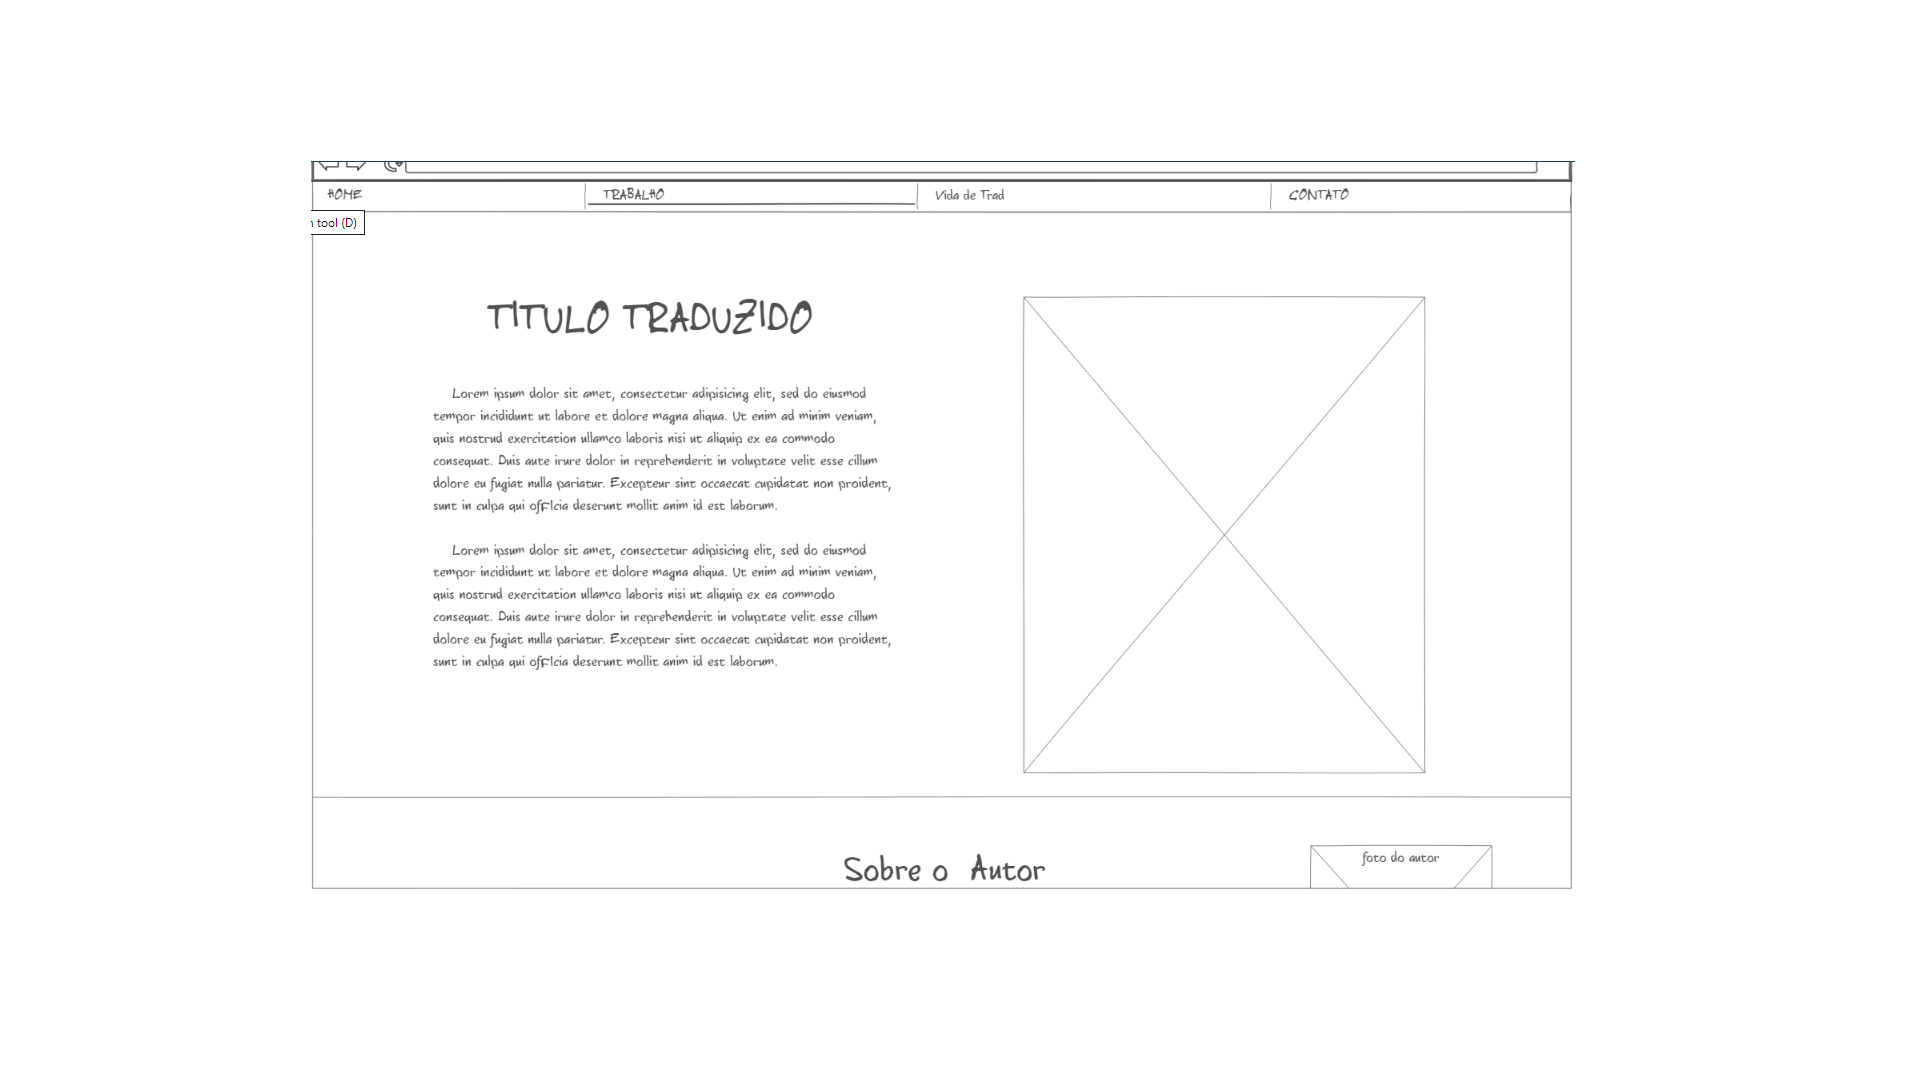 HOME
TRABALHO
Vida de Trad
CONTATO
tool (D)
TITULO TRADUZIDO
Lorem ipsum dolor sit amet, consectetur adipisicing elit, sed do eiusmod
tempor incididunt ut labore et dolore magna aliqua. Ut enim ad minim veniam,
quis nostrud exercitation ullamco laboris nisi ut aliquip ex ea commodo
consequat. Duis aute irure dolor in reprehenderit in voluptate velit esse cillum
dolore eu fugiat nulla pariatur. Excepteur sint occaecat cupidatat non proident,
sunt in culpa qui officia deserunt mollit anim id est laborum.
Lorem ipsum dolor sit amet, consectetur adipisicing elit, sed do eiusmod
tempor incididunt ut labore et dolore magna aliqua. Ut enim ad minim veniam,
quis nostrud exercitation ullamco laboris nisi ut aliquip ex ea commodo
consequat. Duis aute irure dolor in reprehenderit in voluptate velit esse cillum
dolore eu fugiat nulla pariatur. Excepteur sint occaecat cupidatat non proident,
sunt in culpa qui officia deserunt mollit anim id est laborum.
Sobre o Autor
foto do autor